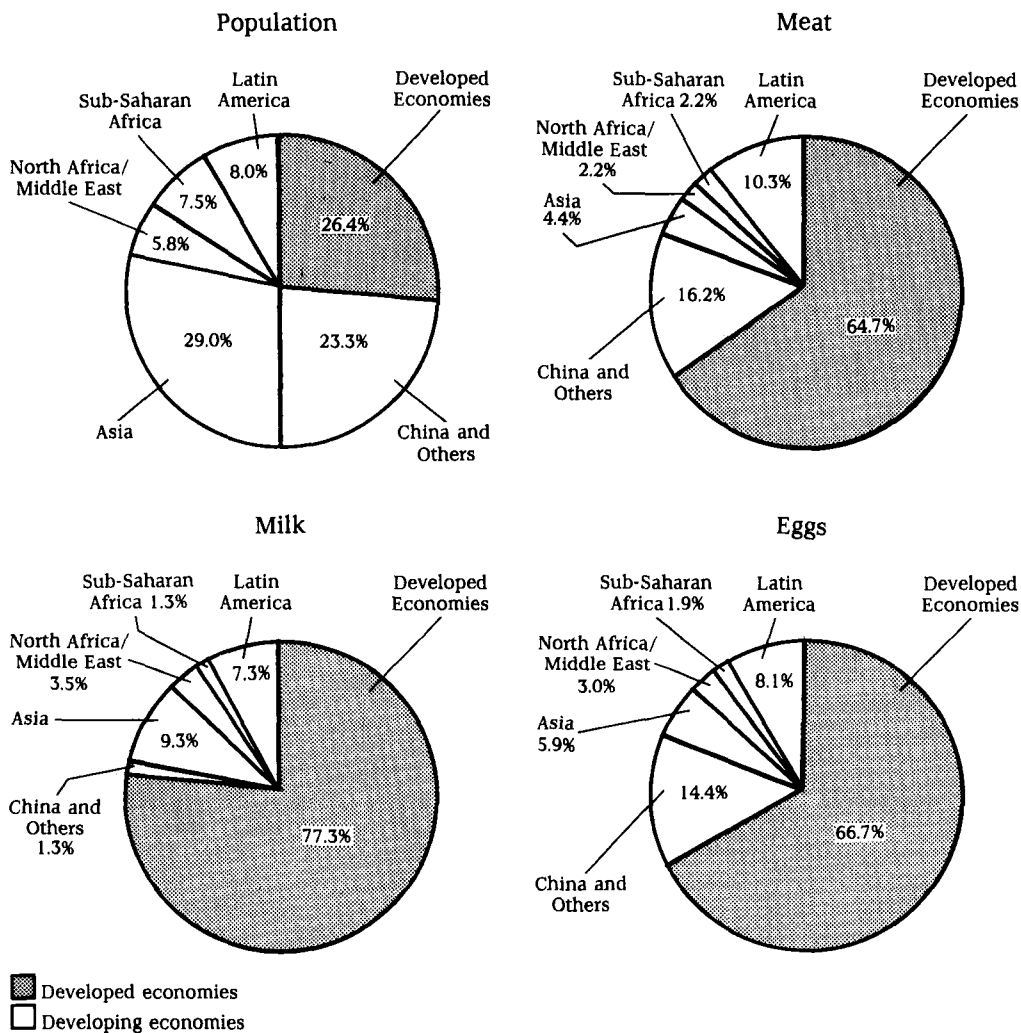 Population
Latin
America
Developed
Economies
Sub-Saharan
Africa
North Africa/
Middle East
8.0%
7.5%
5.8%
26.4%
29.0%
23.3%
Asia
China and
Others
Meat
Sub-Saharan
Africa 2.2%
Latin
America
Developed
Economies
North Africa/
Middle East
2.2%
Asia
4.4%
10.3%
16.2%
64.7%
China and
Others
Milk
Sub-Saharan
Africa 1.3%
Latin
America
Developed
Economies
North Africa/
Middle East
3.5%
7.3%
Asia
9.3%
China and
Others
1.3%
77.3%
Eggs
Sub-Saharan
Africa 1.9%
Latin
America
Developed
Economies
North Africa/
Middle East
3.0%
8.1%
Asia
5.9%
14.4%
66.7%
China and
Others
Developed economies
Developing economies